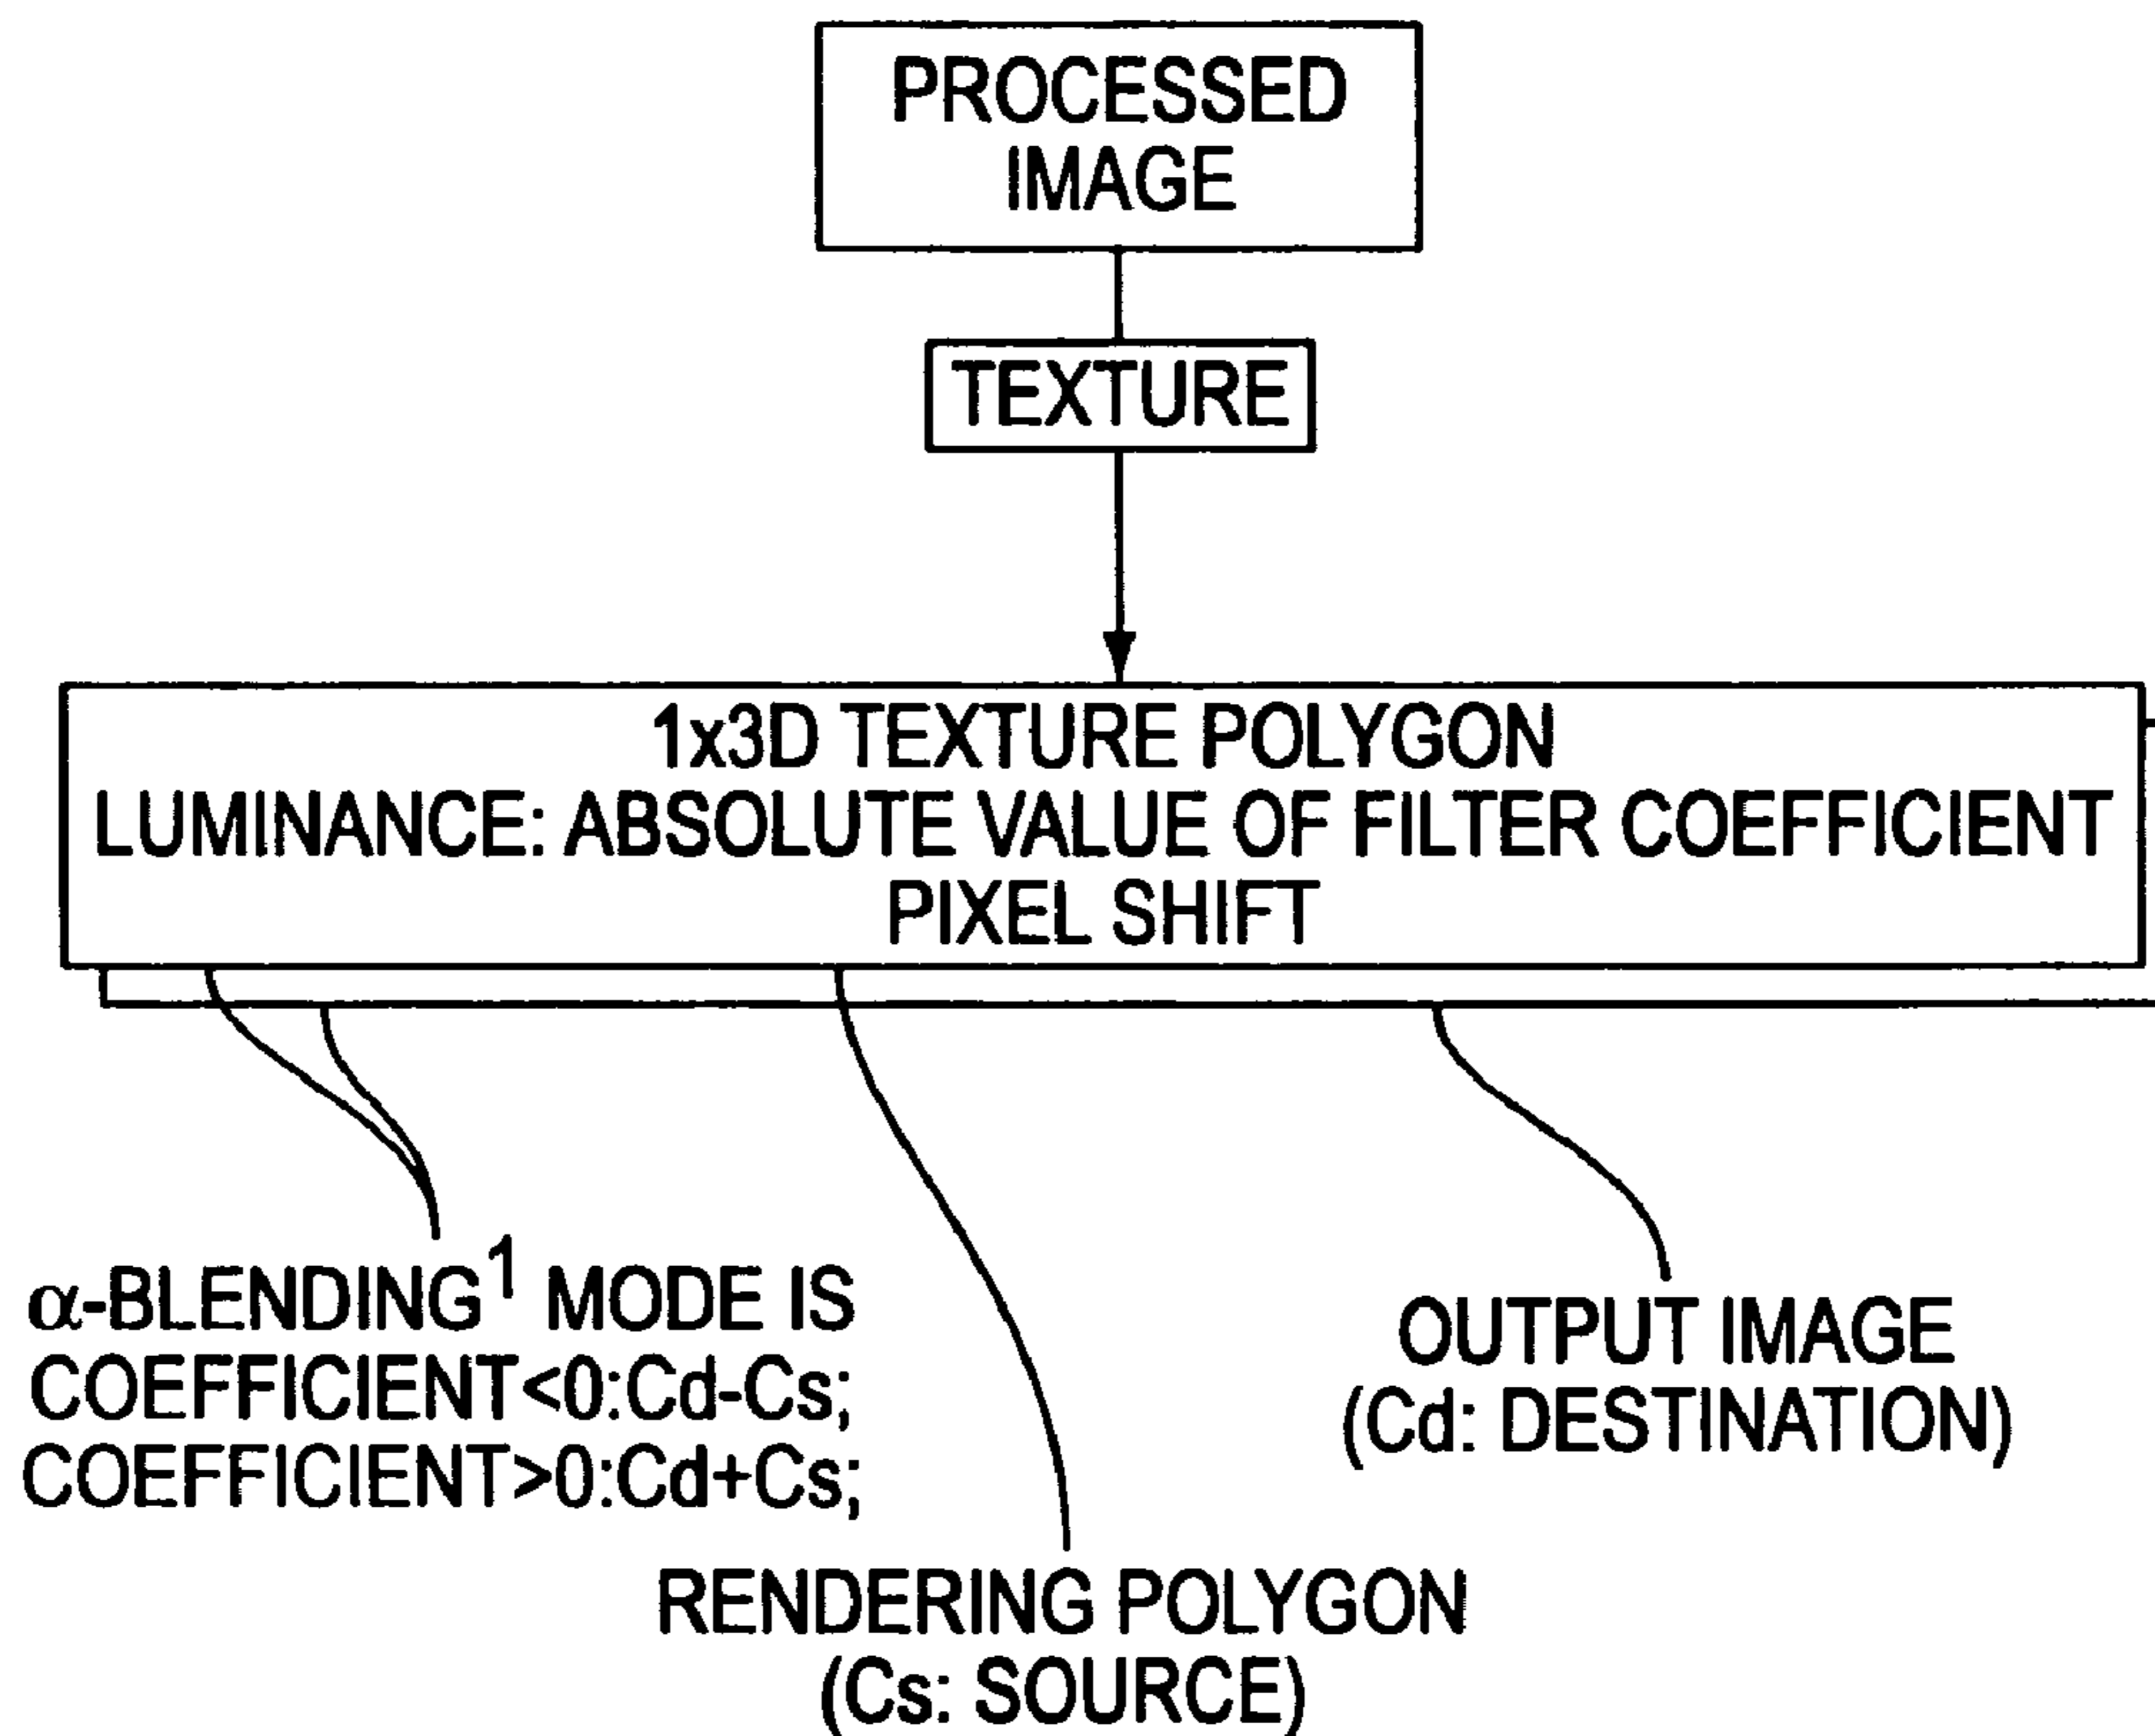 PROCESSED
IMAGE
TEXTURE
1x3D TEXTURE POLYGON
LUMINANCE: ABSOLUTE VALUE OF FILTER COEFFICIENT
PIXEL SHIFT
α-BLENDING1 MODE IS
COEFFICIENT<0:Cd-Cs;
COEFFICIENT>0:Cd+Cs;
OUTPUT IMAGE
(Cd: DESTINATION)
RENDERING POLYGON
(Cs: SOURCE)